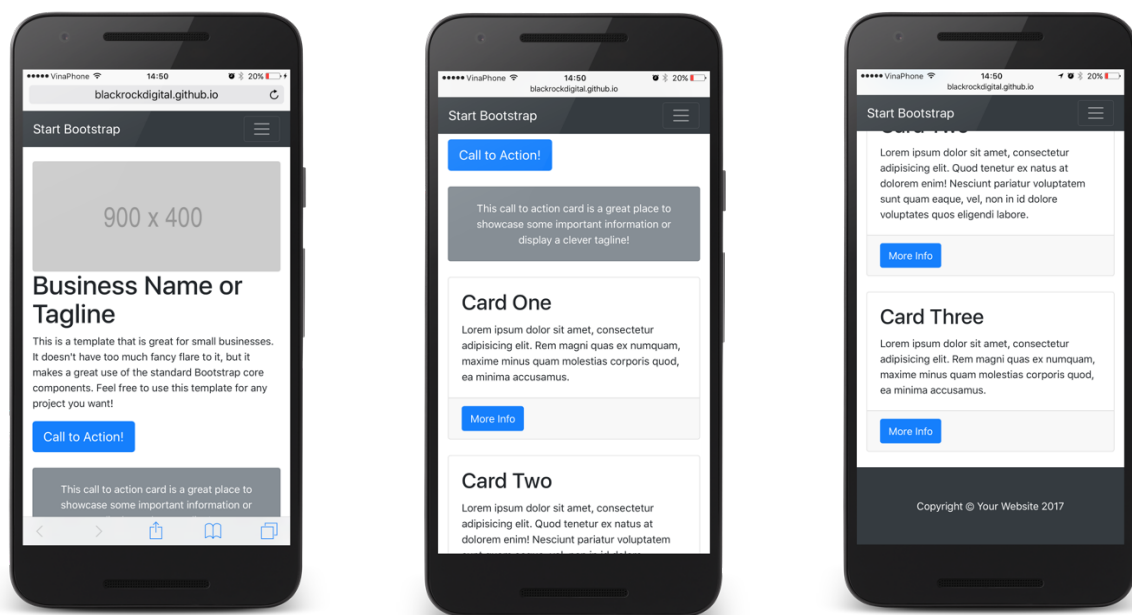 VinaPhone 14:50 20%
blackrockdigital.github.io
Start Bootstrap
900 x 400
Business Name or
Tagline
This is a template that is great for small businesses.
It doesn't have too much fancy flare to it, but it
makes a great use of the standard Bootstrap core
components. Feel free to use this template for any
project you want!
Call to Action!
This call to action card is a great place to
showcase some important information or
VinaPhone 14:50 20%
blackrockdigital.github.io
Start Bootstrap
Call to Action!
This call to action card is a great place to
showcase some important information or
display a clever tagline!
Card One
Lorem ipsum dolor sit amet, consectetur
adipisicing elit. Rem magni quas ex numquam,
maxime minus quam molestias corporis quod,
ea minima accusamus.
More Info
Card Two
Lorem ipsum dolor sit amet, consectetur
adipisicing elit. Quod tenetur ex natus at
dolorem enim! Nesciunt pariatur voluptatem
VinaPhone 14:50 20%
blackrockdigital.github.io
Start Bootstrap
Card Two
Lorem ipsum dolor sit amet, consectetur
adipisicing elit. Quod tenetur ex natus at
dolorem enim! Nesciunt pariatur voluptatem
sunt quam eaque, vel, non in id dolore
voluptates quos eligendi labore.
More Info
Card Three
Lorem ipsum dolor sit amet, consectetur
adipisicing elit. Rem magni quas ex numquam,
maxime minus quam molestias corporis quod,
ea minima accusamus.
More Info
Copyright © Your Website 2017